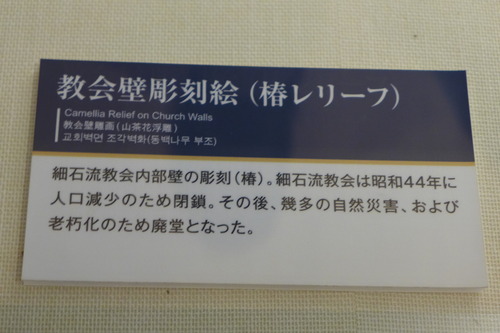 教会壁彫刻絵（椿レリーフ）
Camellia Relief on Church Walls
教会壁雕画(山茶花浮雕)
교회벽면 조각벽화(동백나무 부조)
細石流教会内部壁の彫刻（椿）。細石流教会は昭和44年に
人口減少のため閉鎖。その後、幾多の自然災害、および
老朽化のため廃堂となった。